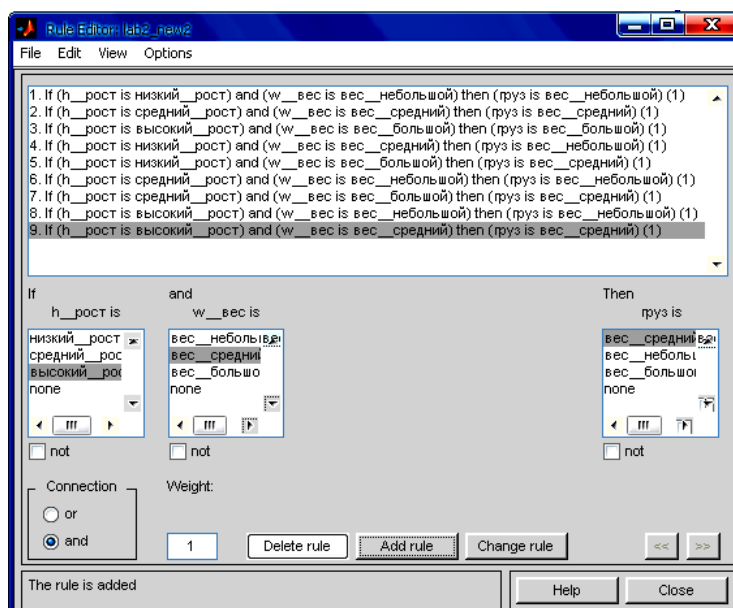 Rule Editor: lab2_new2
File Edit View Options
1. If (h__рост is низкий__рост) and (w__вес is вес__небольшой) then (груз is вес__небольшой) (1)
2. If (h__рост is средний__рост) and (w__вес is вес__средний) then (груз is вес__средний) (1)
3. If (h__рост is высокий__рост) and (w__вес is вес__большой) then (груз is вес__большой) (1)
4. If (h__рост is низкий__рост) and (w__вес is вес__средний) then (груз is вес__небольшой) (1)
5. If (h__рост is низкий__рост) and (w__вес is вес__большой) then (груз is вес__средний) (1)
6. If (h__рост is средний__рост) and (w__вес is вес__небольшой) then (груз is вес__небольшой) (1)
7. If (h__рост is средний__рост) and (w__вес is вес__большой) then (груз is вес__средний) (1)
8. If (h__рост is высокий__рост) and (w__вес is вес__небольшой) then (груз is вес__небольшой) (1)
9. If (h__рост is высокий__рост) and (w__вес is вес__средний) then (груз is вес__средний) (1)
If and Then
h__рост is w__вес is груз is
низкий__рост
средний__рос
высокий__рос
none
вес__небольш
вес__средний
вес__большо
none
вес__средний
вес__небольш
вес__большо
none
not not not
Connection
or
and
Weight:
1
Delete rule Add rule Change rule << >>
The rule is added
Help Close